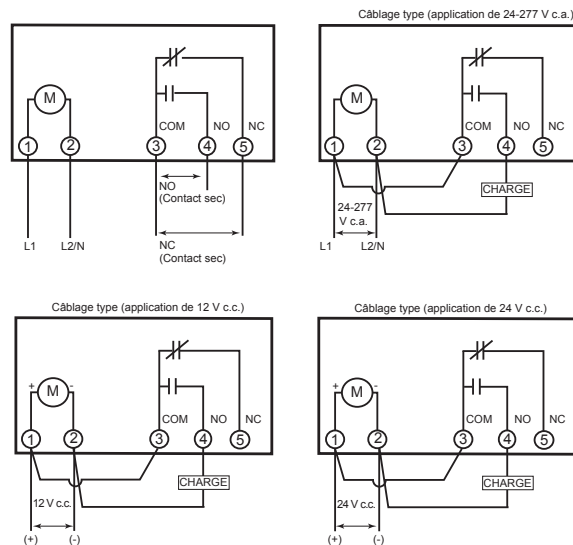 M
COM
NO
NC
1
2
3
4
5
NO
(Contact sec)
NC
(Contact sec)
L1
L2/N
Câblage type (application de 24-277 V c.a.)
M
COM
NO
NC
1
2
3
4
5
CHARGE
24-277
V c.a.
L1
L2/N
Câblage type (application de 12 V c.c.)
+
M
-
COM
NO
NC
1
2
3
4
5
CHARGE
12 V c.c.
(+)
(-)
Câblage type (application de 24 V c.c.)
+
M
-
COM
NO
NC
1
2
3
4
5
CHARGE
24 V c.c.
(+)
(-)